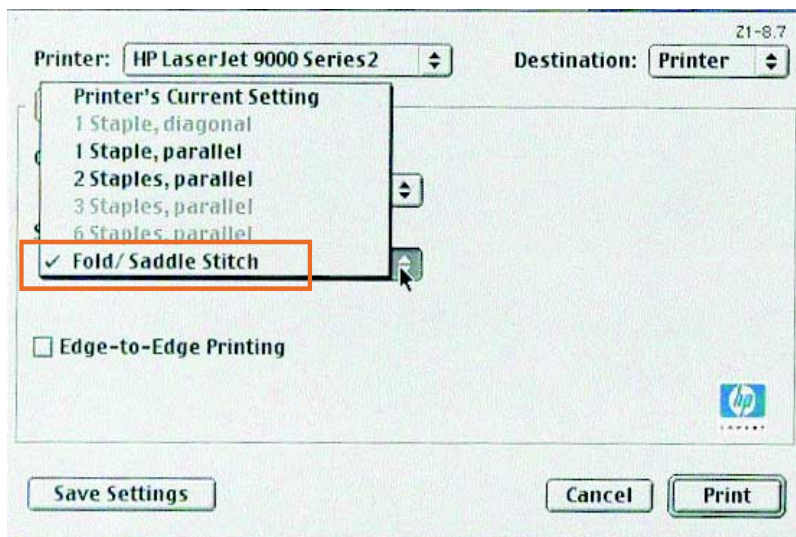 Z1-8.7
Printer: HP LaserJet 9000 Series2 Destination: Printer
Printer's Current Setting
1 Staple, diagonal
1 Staple, parallel
2 Staples, parallel
3 Staples, parallel
6 Staples, parallel
✓ Fold/Saddle Stitch
Edge-to-Edge Printing
hp
Save Settings Cancel Print